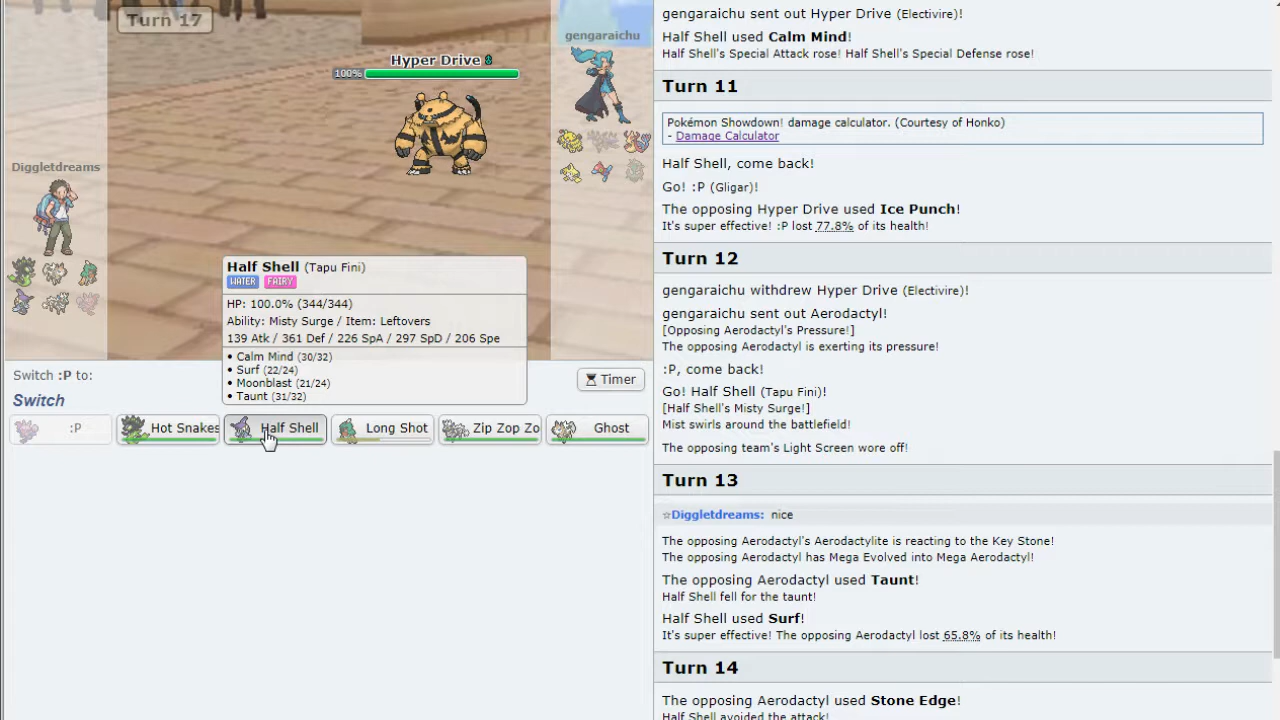 Turn 17
gengaraichu
Hyper Drive
100%
Diggletdreams
Half Shell (Tapu Fini)
WATER FAIRY
HP: 100.0% (344/344)
Ability: Misty Surge / Item: Leftovers
139 Atk / 361 Def / 226 SpA / 297 SpD / 206 Spe
• Calm Mind (30/32)
• Surf (22/24)
• Moonblast (21/24)
• Taunt (31/32)
Switch :P to:
Timer
Switch
:P
Hot Snakes
Half Shell
Long Shot
Zip Zop Zo
Ghost
gengaraichu sent out Hyper Drive (Electivire)!
Half Shell used Calm Mind!
Half Shell's Special Attack rose! Half Shell's Special Defense rose!
Turn 11
Pokémon Showdown! damage calculator. (Courtesy of Honko)
- Damage Calculator
Half Shell, come back!
Go! :P (Gligar)!
The opposing Hyper Drive used Ice Punch!
It's super effective! :P lost 77.8% of its health!
Turn 12
gengaraichu withdrew Hyper Drive (Electivire)!
gengaraichu sent out Aerodactyl!
[Opposing Aerodactyl's Pressure!]
The opposing Aerodactyl is exerting its pressure!
:P, come back!
Go! Half Shell (Tapu Fini)!
[Half Shell's Misty Surge!]
Mist swirls around the battlefield!
The opposing team's Light Screen wore off!
Turn 13
☆Diggletdreams: nice
The opposing Aerodactyl's Aerodactylite is reacting to the Key Stone!
The opposing Aerodactyl has Mega Evolved into Mega Aerodactyl!
The opposing Aerodactyl used Taunt!
Half Shell fell for the taunt!
Half Shell used Surf!
It's super effective! The opposing Aerodactyl lost 65.8% of its health!
Turn 14
The opposing Aerodactyl used Stone Edge!
Half Shell avoided the attack!